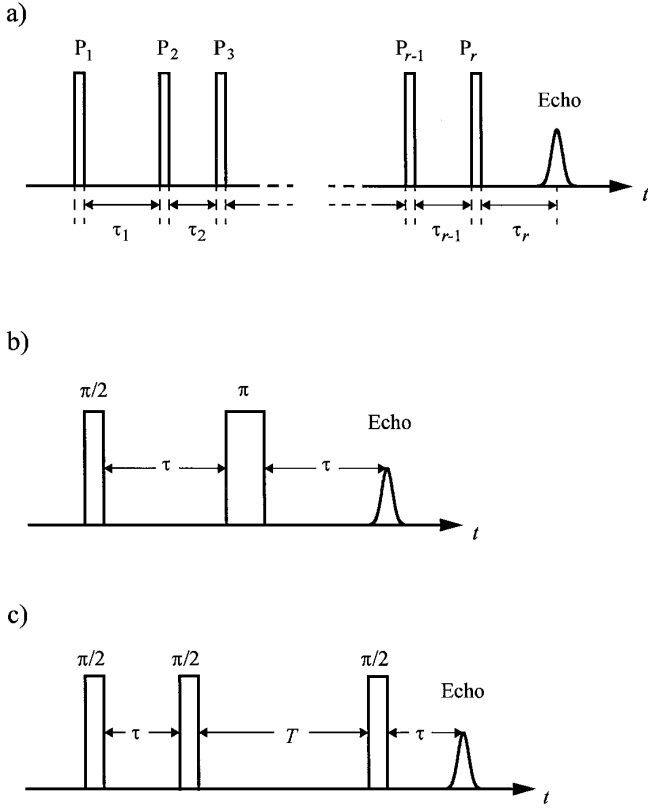 a)
P1 P2 P3 Pr-1 Pr
Echo
t
τ1 τ2 τr-1 τr
b)
π/2 π
Echo
τ τ
t
c)
π/2 π/2 π/2
Echo
τ T τ
t